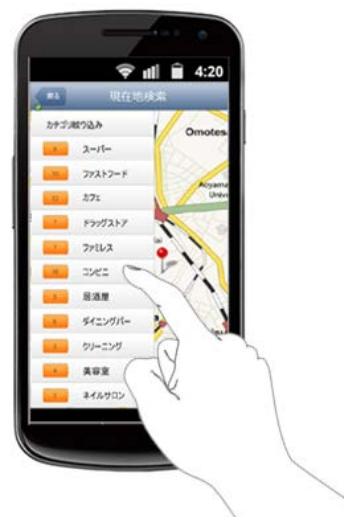 4:20
戻る
現在地検索
カテゴリ絞り込み
スーパー
ファストフード
カフェ
ドラッグストア
ファミレス
コンビニ
居酒屋
ダイニングバー
クリーニング
美容室
ネイルサロン
Omotes
Aoyama
Unive